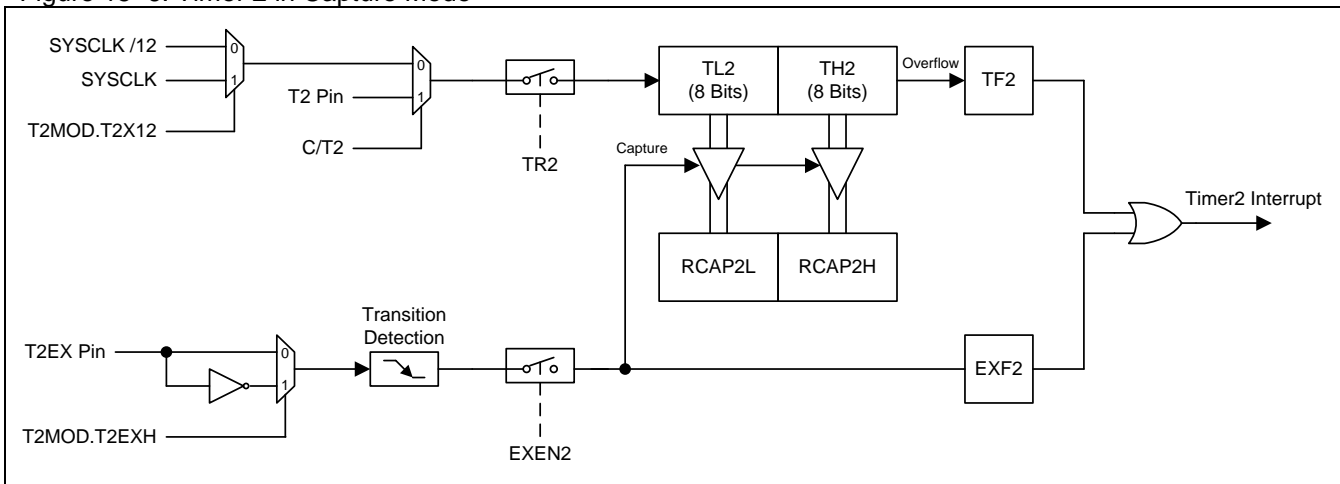 SYSCLK /12
SYSCLK
T2MOD.T2X12
0
1
T2 Pin
C/T2
0
1
TR2
TL2
(8 Bits)
TH2
(8 Bits)
Overflow
TF2
Capture
RCAP2L
RCAP2H
Timer2 Interrupt
T2EX Pin
T2MOD.T2EXH
0
1
Transition
Detection
EXEN2
EXF2